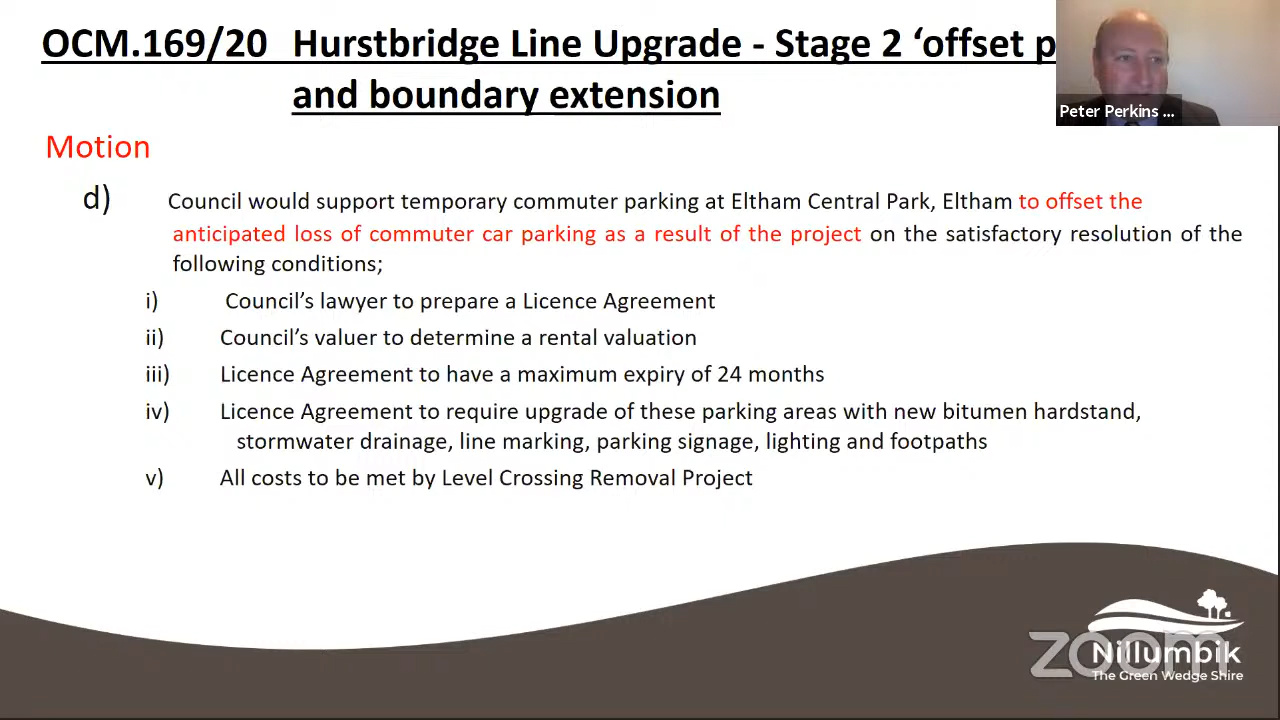 OCM.169/20 Hurstbridge Line Upgrade - Stage 2 ‘offset p
and boundary extension
Peter Perkins ...
Motion
d) Council would support temporary commuter parking at Eltham Central Park, Eltham to offset the
anticipated loss of commuter car parking as a result of the project on the satisfactory resolution of the
following conditions;
i) Council’s lawyer to prepare a Licence Agreement
ii) Council’s valuer to determine a rental valuation
iii) Licence Agreement to have a maximum expiry of 24 months
iv) Licence Agreement to require upgrade of these parking areas with new bitumen hardstand,
stormwater drainage, line marking, parking signage, lighting and footpaths
v) All costs to be met by Level Crossing Removal Project
zoom
Nillumbik
The Green Wedge Shire